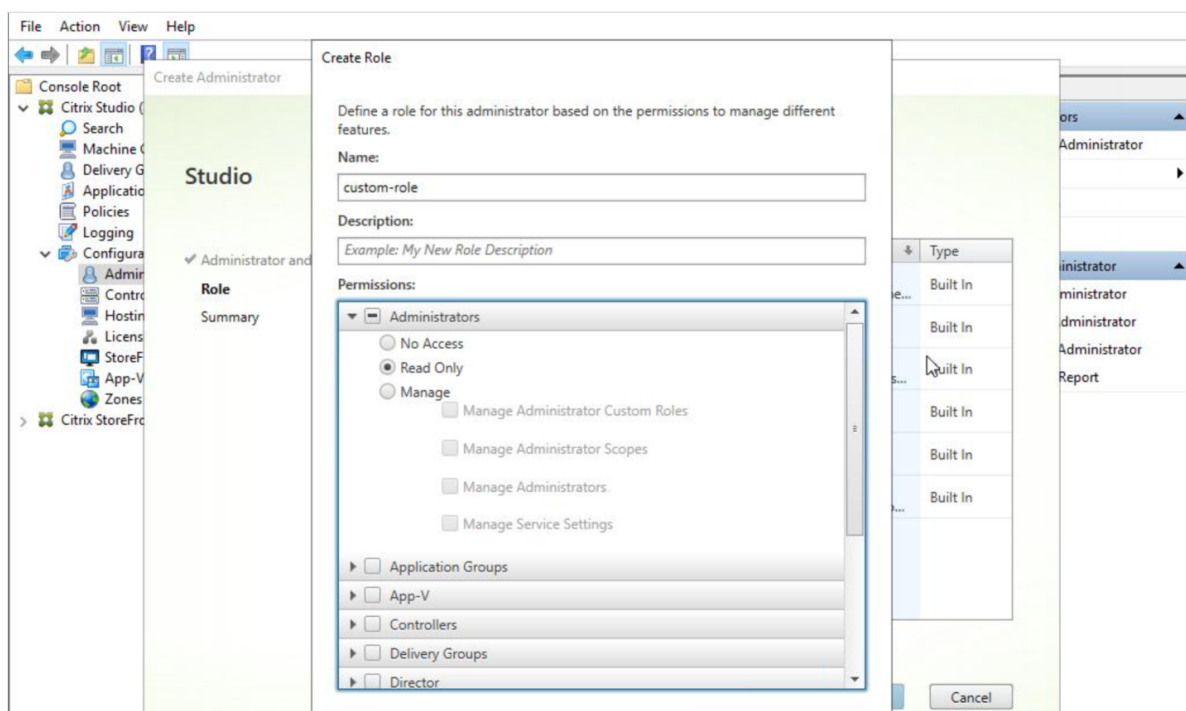 File Action View Help
Create Role
Create Administrator
Console Root
Citrix Studio (
Search
Machine C
Delivery G
Applicatio
Policies
Logging
Configura
Admir
Contro
Hostin
Licens
StoreF
App-V
Zones
Citrix StoreFro
Studio
Administrator and
Role
Summary
Define a role for this administrator based on the permissions to manage different
features.
Name:
custom-role
Description:
Example: My New Role Description
Permissions:
Administrators
No Access
Read Only
Manage
Manage Administrator Custom Roles
Manage Administrator Scopes
Manage Administrators
Manage Service Settings
Application Groups
App-V
Controllers
Delivery Groups
Director
Type
e... Built In
Built In
s... Built In
Built In
Built In
Built In
Cancel
ors
Administrator
inistrator
ministrator
dministrator
Administrator
Report